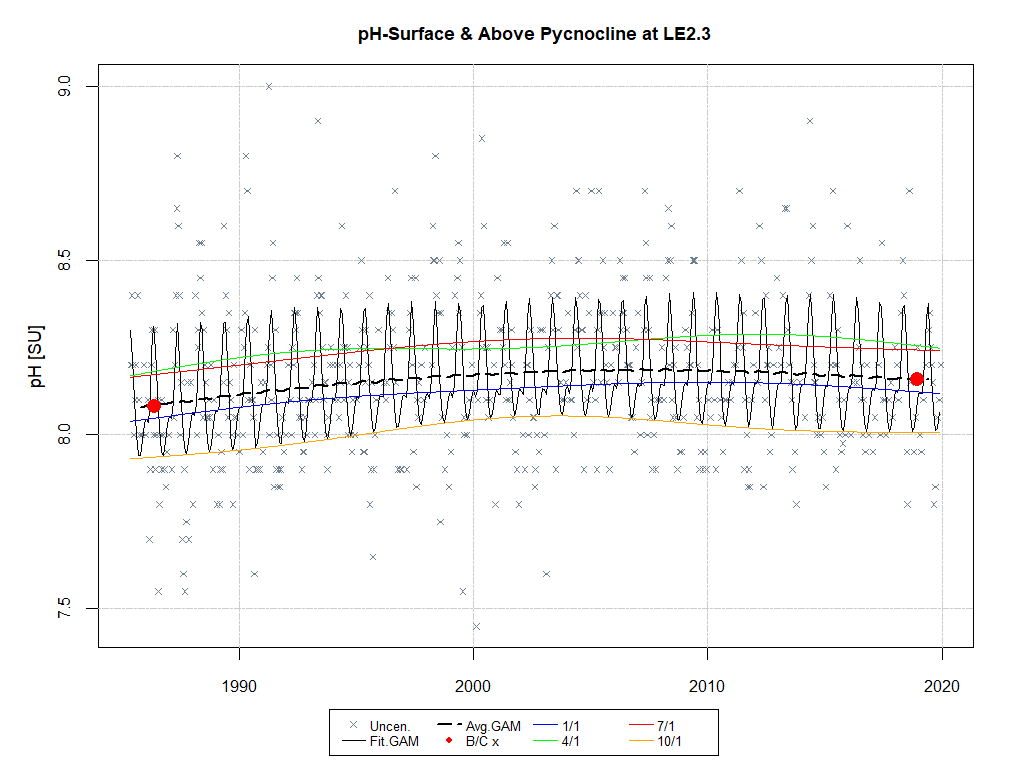 pH-Surface & Above Pycnocline at LE2.3
pH [SU]
9.0
8.5
8.0
7.5
1990 2000 2010 2020
Uncen. Avg.GAM 1/1 7/1
Fit.GAM B/C x 4/1 10/1